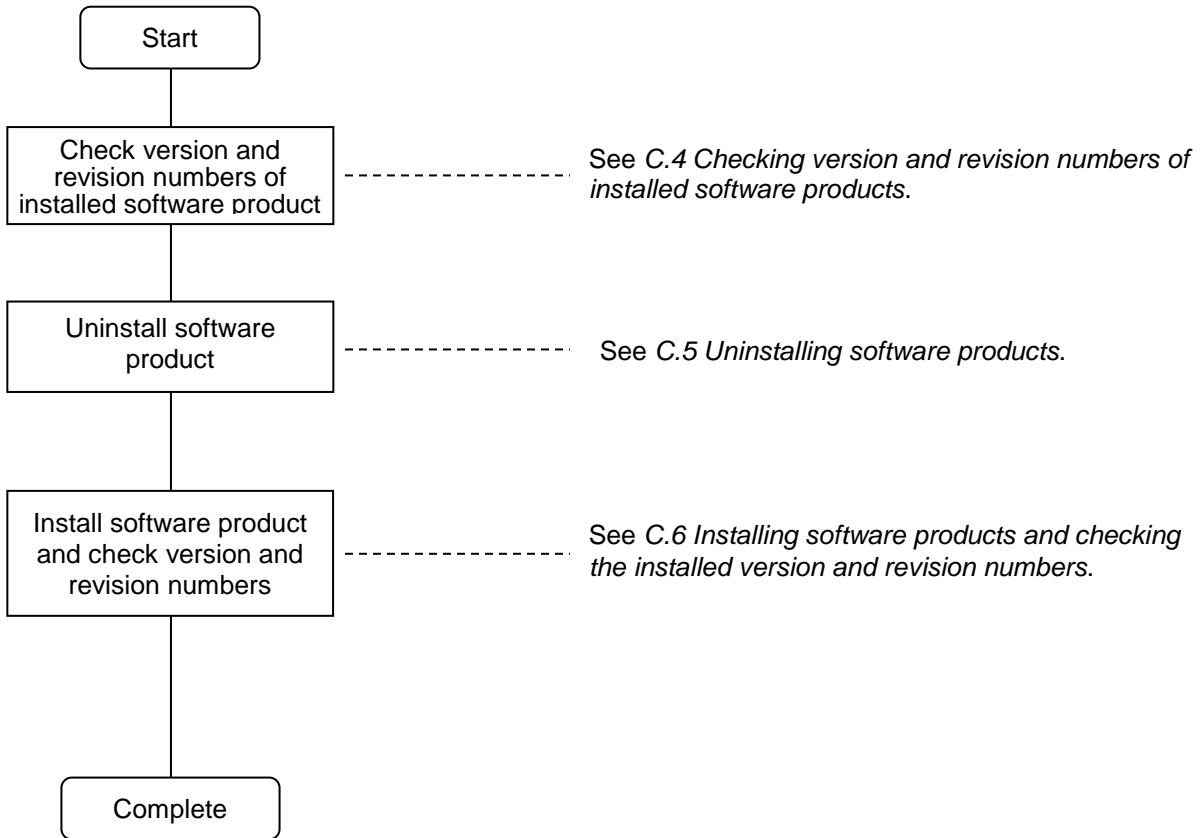 Start
Check version and
revision numbers of
installed software product
See C.4 Checking version and revision numbers of
installed software products.
Uninstall software
product
See C.5 Uninstalling software products.
Install software product
and check version and
revision numbers
See C.6 Installing software products and checking
the installed version and revision numbers.
Complete